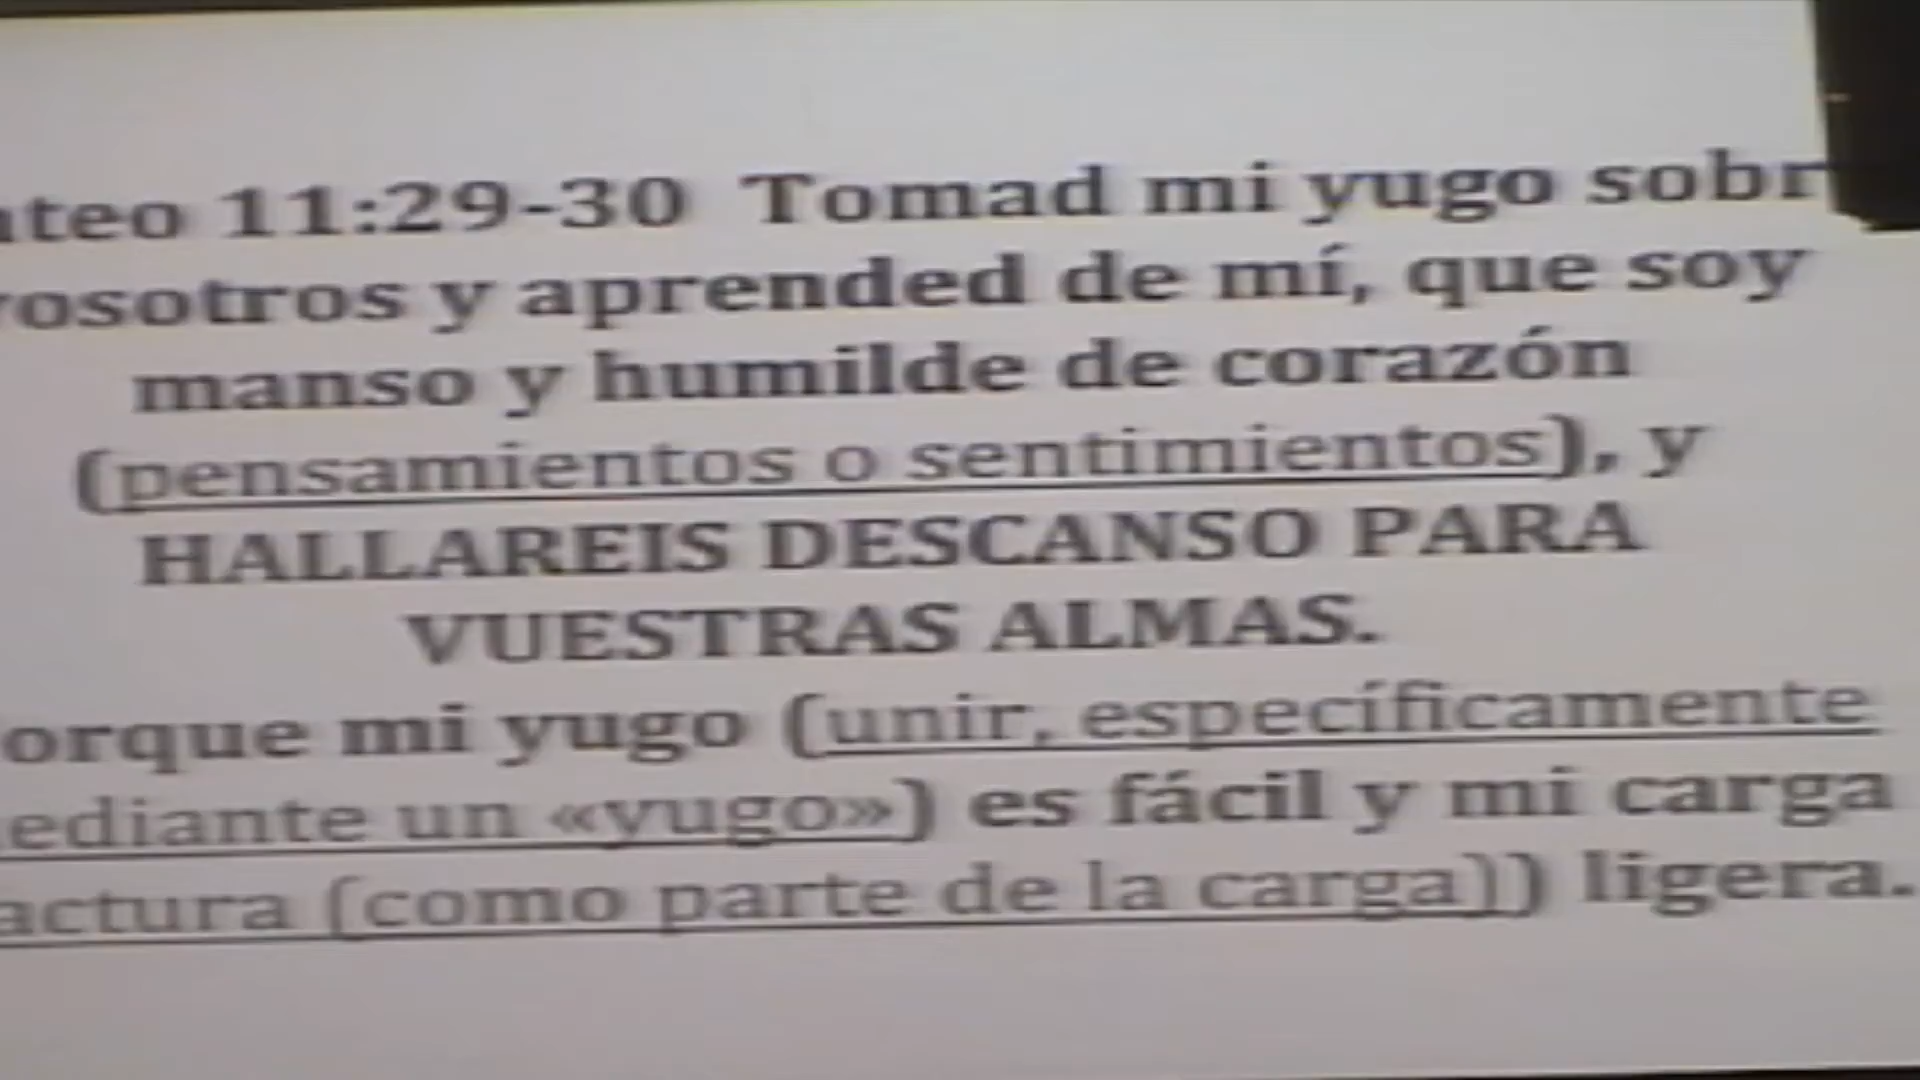 ateo 11:29-30 Tomad mi yugo sobr
vosotros y aprended de mí, que soy
manso y humilde de corazón
(pensamientos o sentimientos), y
HALLAREIS DESCANSO PARA
VUESTRAS ALMAS.
orque mi yugo (unir, específicamente
ediante un «yugo») es fácil y mi carga
actura (como parte de la carga)) ligera.